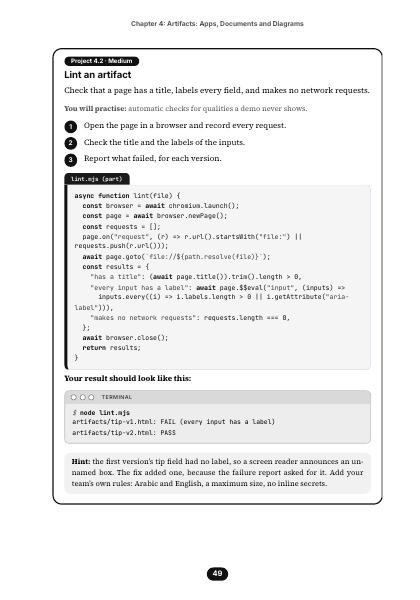 Chapter 4: Artifacts: Apps, Documents and Diagrams
Project 4.2 · Medium
Lint an artifact
Check that a page has a title, labels every field, and makes no network requests.
You will practise: automatic checks for qualities a demo never shows.
1 Open the page in a browser and record every request.
2 Check the title and the labels of the inputs.
3 Report what failed, for each version.
lint.mjs (part)
async function lint(file) {
const browser = await chromium.launch();
const page = await browser.newPage();
const requests = [];
page.on("request", (r) => r.url().startsWith("file:") ||
requests.push(r.url()));
await page.goto(`file://${path.resolve(file)}`);
const results = {
"has a title": (await page.title()).trim().length > 0,
"every input has a label": await page.$$eval("input", (inputs) =>
inputs.every((i) => i.labels.length > 0 || i.getAttribute("aria-
label"))),
"makes no network requests": requests.length === 0,
};
await browser.close();
return results;
}
Your result should look like this:
TERMINAL
$ node lint.mjs
artifacts/tip-v1.html: FAIL (every input has a label)
artifacts/tip-v2.html: PASS
Hint: the first version's tip field had no label, so a screen reader announces an un-
named box. The fix added one, because the failure report asked for it. Add your
team's own rules: Arabic and English, a maximum size, no inline secrets.
49